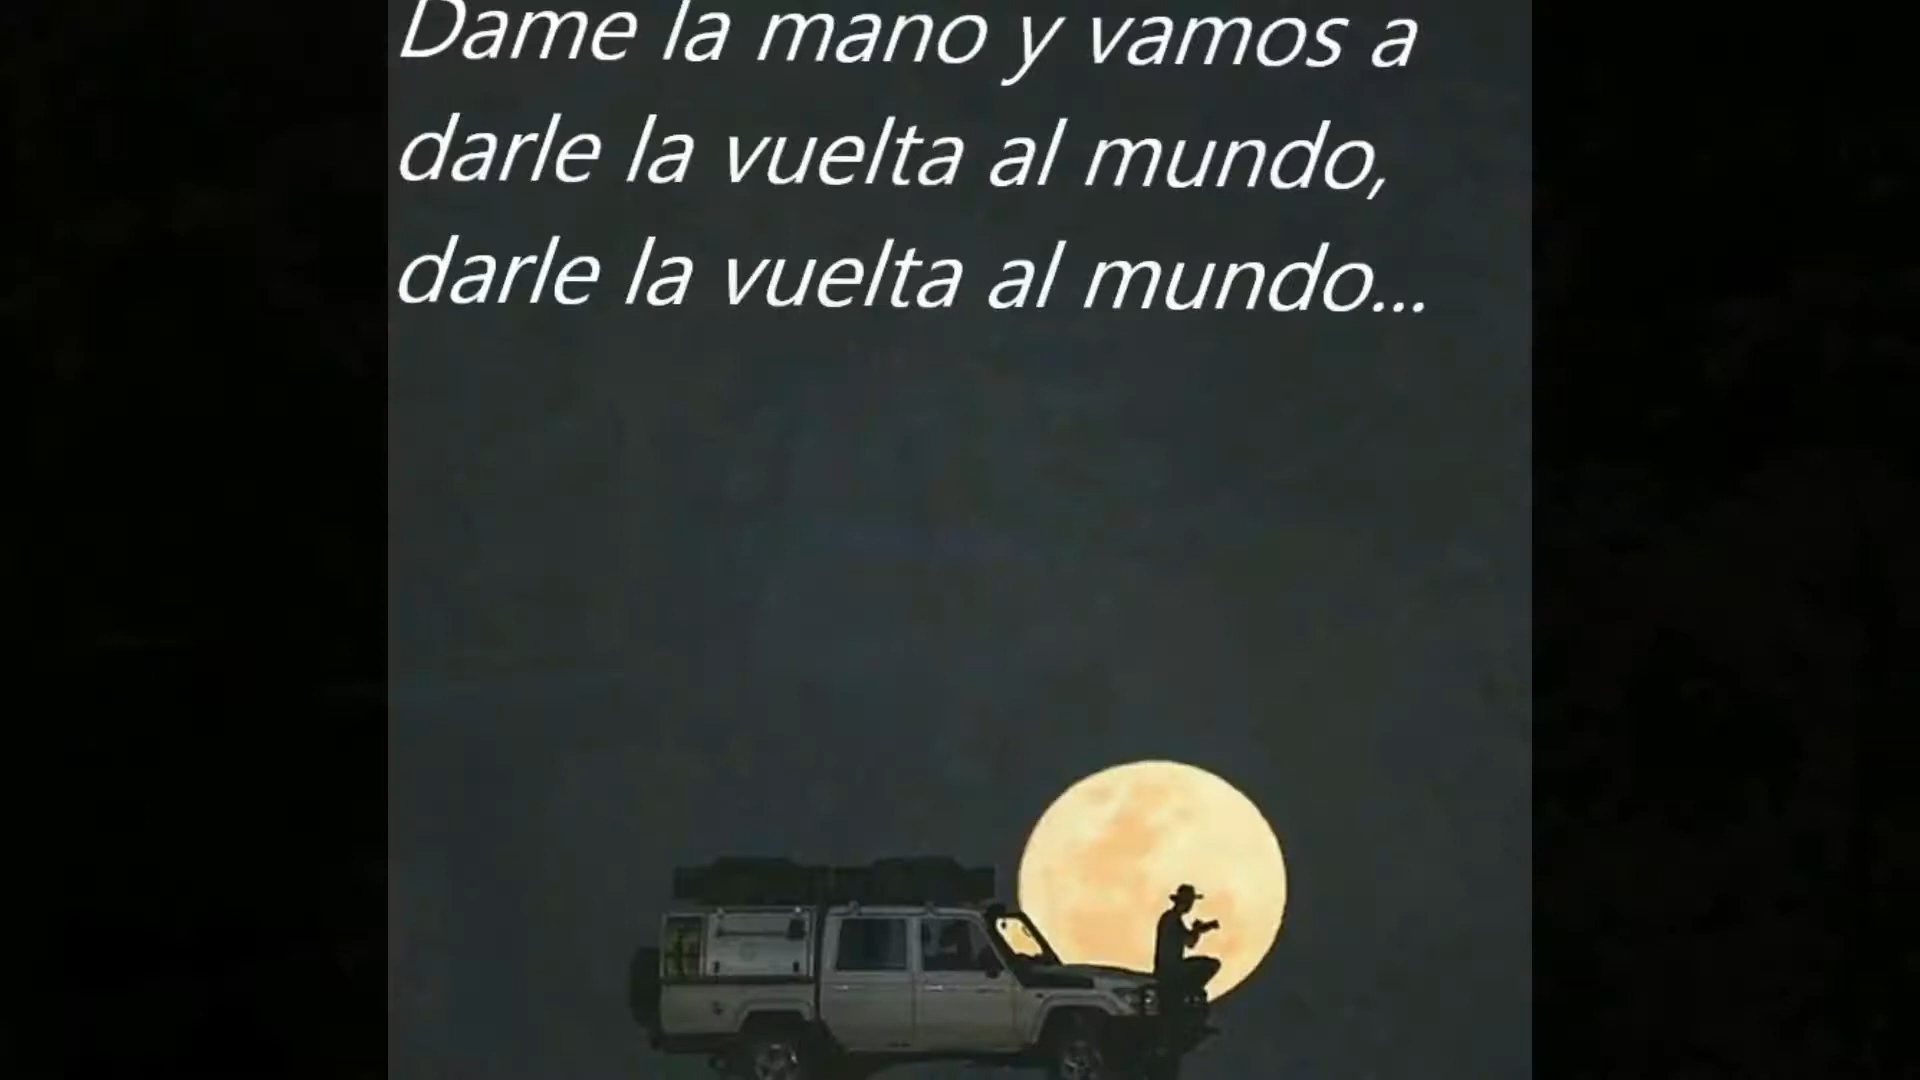 Dame la mano y vamos a
darle la vuelta al mundo,
darle la vuelta al mundo...